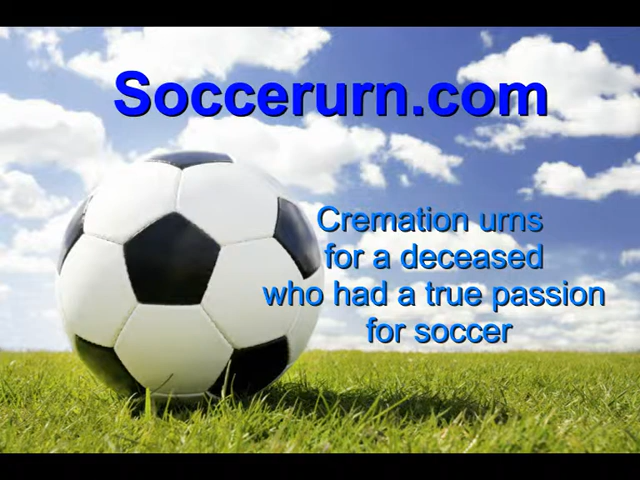 Soccerurn.com
Cremation urns
for a deceased
who had a true passion
for soccer